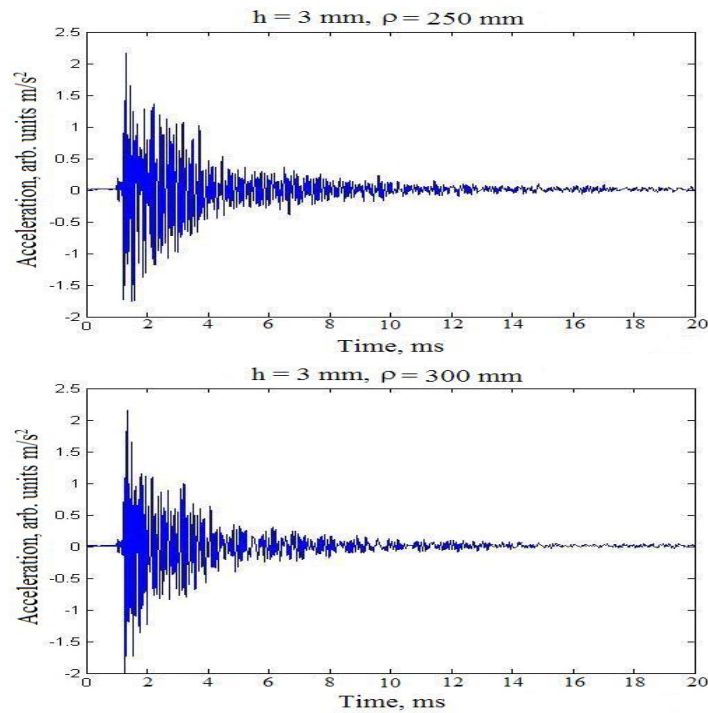 h = 3 mm, ρ = 250 mm
Acceleration, arb. units m/s²
2.5
2
1.5
1
0.5
0
-0.5
-1
-1.5
-2
0 2 4 6 8 10 12 14 16 18 20
Time, ms
h = 3 mm, ρ = 300 mm
Acceleration, arb. units m/s²
2.5
2
1.5
1
0.5
0
-0.5
-1
-1.5
-2
0 2 4 6 8 10 12 14 16 18 20
Time, ms